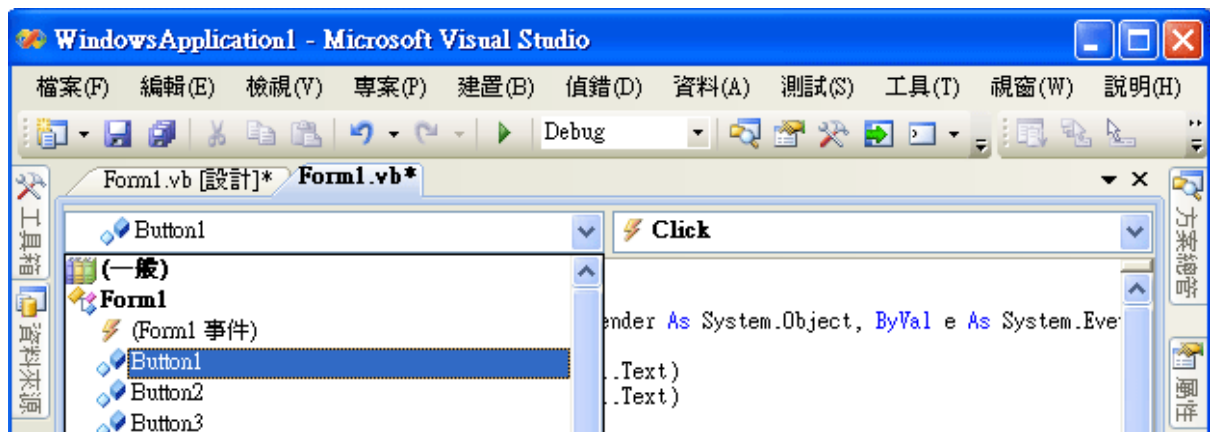 WindowsApplication1 - Microsoft Visual Studio
檔案(F) 編輯(E) 檢視(V) 專案(P) 建置(B) 偵錯(D) 資料(A) 測試(S) 工具(T) 視窗(W) 說明(H)
Debug
Form1.vb [設計]* Form1.vb*
工具箱
資料來源
Button1
Click
(一般)
Form1
(Form1 事件)
Button1
Button2
Button3
ender As System.Object, ByVal e As System.Eve
.Text)
.Text)
方案總管
屬性